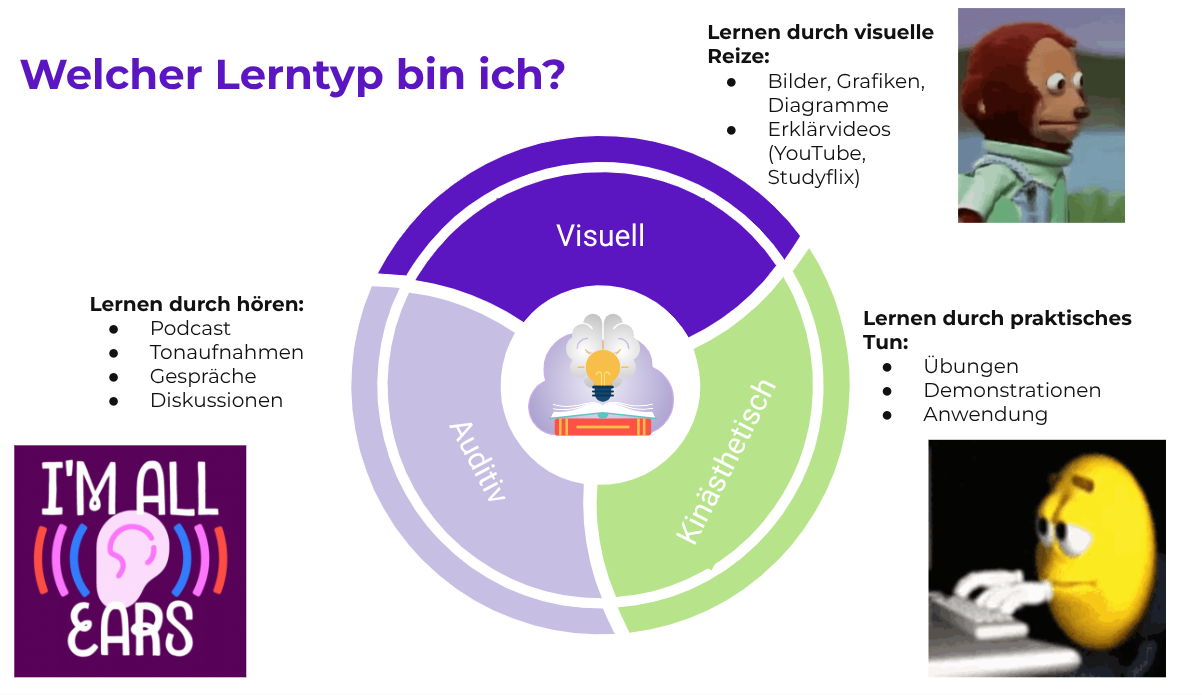 Welcher Lerntyp bin ich?
Lernen durch visuelle
Reize:
● Bilder, Grafiken,
Diagramme
● Erklärvideos
(YouTube,
Studyflix)
Visuell
Lernen durch hören:
● Podcast
● Tonaufnahmen
● Gespräche
● Diskussionen
Lernen durch praktisches
Tun:
● Übungen
● Demonstrationen
● Anwendung
Auditiv
Kinästhetisch
I'M ALL
EARS